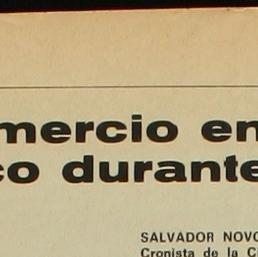 mercio en
co durante
SALVADOR NOVO
Cronista de la C